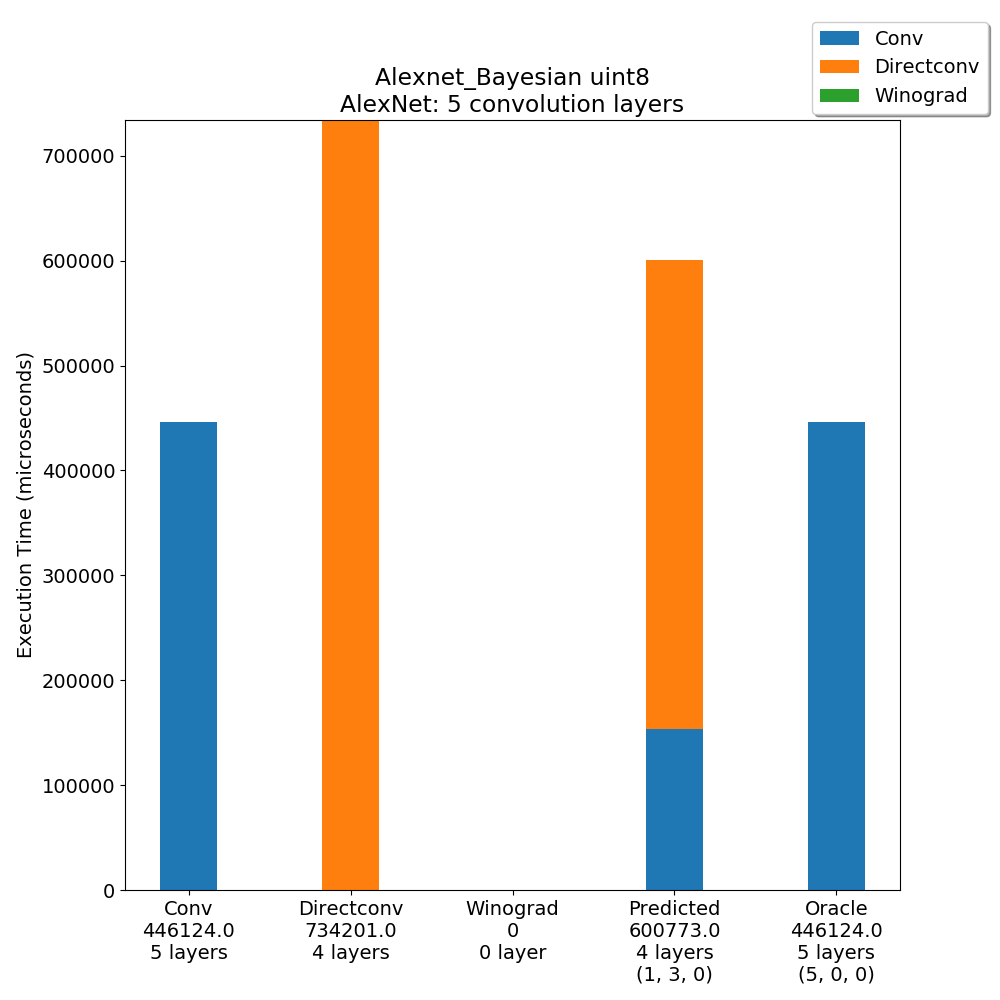 Conv
Directconv
Winograd
Alexnet_Bayesian uint8
AlexNet: 5 convolution layers
Execution Time (microseconds)
700000
600000
500000
400000
300000
200000
100000
0
Conv
446124.0
5 layers
Directconv
734201.0
4 layers
Winograd
0
0 layer
Predicted
600773.0
4 layers
(1, 3, 0)
Oracle
446124.0
5 layers
(5, 0, 0)